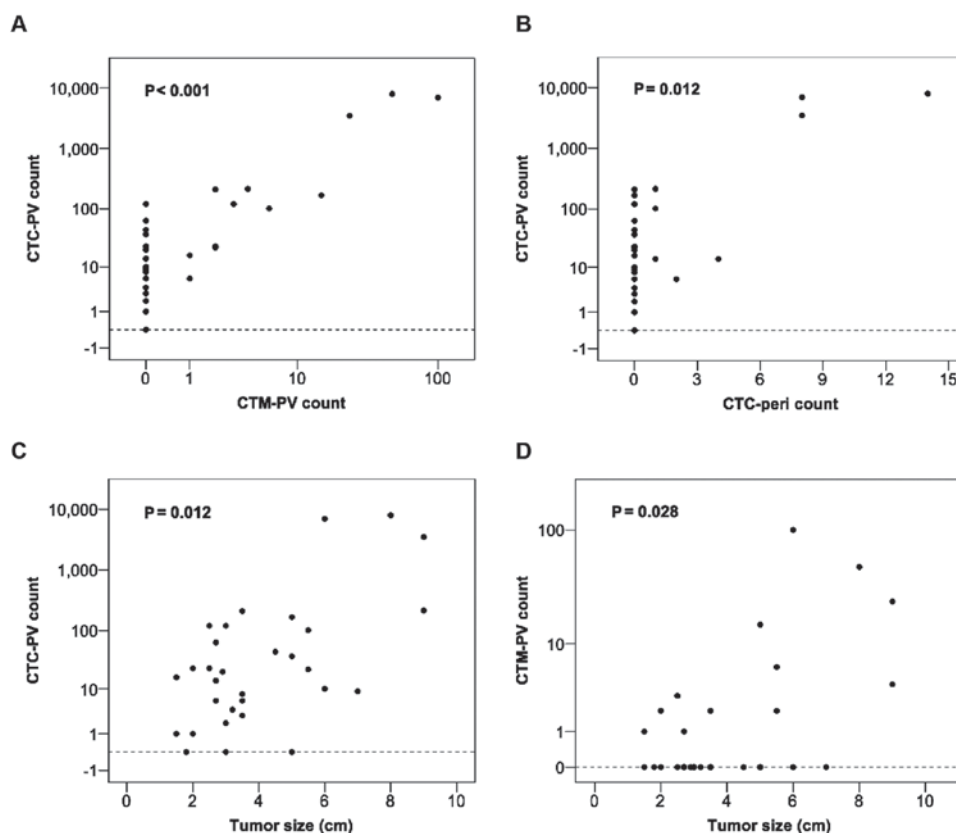 A
P < 0.001
CTC-PV count
10,000
1,000
100
10
1
-1
0 1 10 100
CTM-PV count
B
P = 0.012
CTC-PV count
10,000
1,000
100
10
1
-1
0 3 6 9 12 15
CTC-peri count
C
P = 0.012
CTC-PV count
10,000
1,000
100
10
1
-1
0 2 4 6 8 10
Tumor size (cm)
D
P = 0.028
CTM-PV count
100
10
1
0
0 2 4 6 8 10
Tumor size (cm)